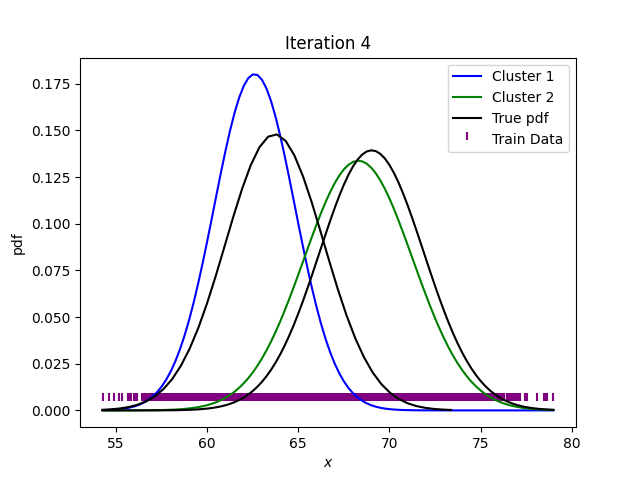 Iteration 4
Cluster 1
Cluster 2
True pdf
Train Data
pdf
0.175
0.150
0.125
0.100
0.075
0.050
0.025
0.000
55 60 65 70 75 80
x